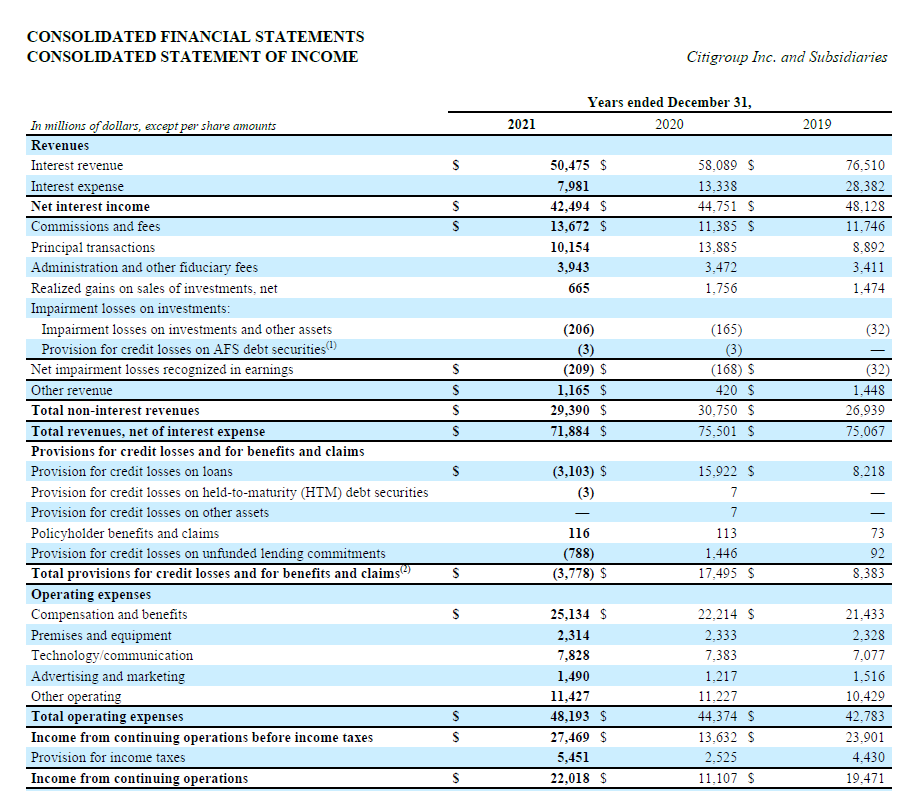 CONSOLIDATED FINANCIAL STATEMENTS
CONSOLIDATED STATEMENT OF INCOME Citigroup Inc. and Subsidiaries
Years ended December 31,
In millions of dollars, except per share amounts 2021 2020 2019
Revenues
Interest revenue $ 50,475 $ 58,089 $ 76,510
Interest expense 7,981 13,338 28,382
Net interest income $ 42,494 $ 44,751 $ 48,128
Commissions and fees $ 13,672 $ 11,385 $ 11,746
Principal transactions 10,154 13,885 8,892
Administration and other fiduciary fees 3,943 3,472 3,411
Realized gains on sales of investments, net 665 1,756 1,474
Impairment losses on investments:
Impairment losses on investments and other assets (206) (165) (32)
Provision for credit losses on AFS debt securities(1) (3) (3) —
Net impairment losses recognized in earnings $ (209) $ (168) $ (32)
Other revenue $ 1,165 $ 420 $ 1,448
Total non-interest revenues $ 29,390 $ 30,750 $ 26,939
Total revenues, net of interest expense $ 71,884 $ 75,501 $ 75,067
Provisions for credit losses and for benefits and claims
Provision for credit losses on loans $ (3,103) $ 15,922 $ 8,218
Provision for credit losses on held-to-maturity (HTM) debt securities (3) 7 —
Provision for credit losses on other assets — 7 —
Policyholder benefits and claims 116 113 73
Provision for credit losses on unfunded lending commitments (788) 1,446 92
Total provisions for credit losses and for benefits and claims(2) $ (3,778) $ 17,495 $ 8,383
Operating expenses
Compensation and benefits $ 25,134 $ 22,214 $ 21,433
Premises and equipment 2,314 2,333 2,328
Technology/communication 7,828 7,383 7,077
Advertising and marketing 1,490 1,217 1,516
Other operating 11,427 11,227 10,429
Total operating expenses $ 48,193 $ 44,374 $ 42,783
Income from continuing operations before income taxes $ 27,469 $ 13,632 $ 23,901
Provision for income taxes 5,451 2,525 4,430
Income from continuing operations $ 22,018 $ 11,107 $ 19,471